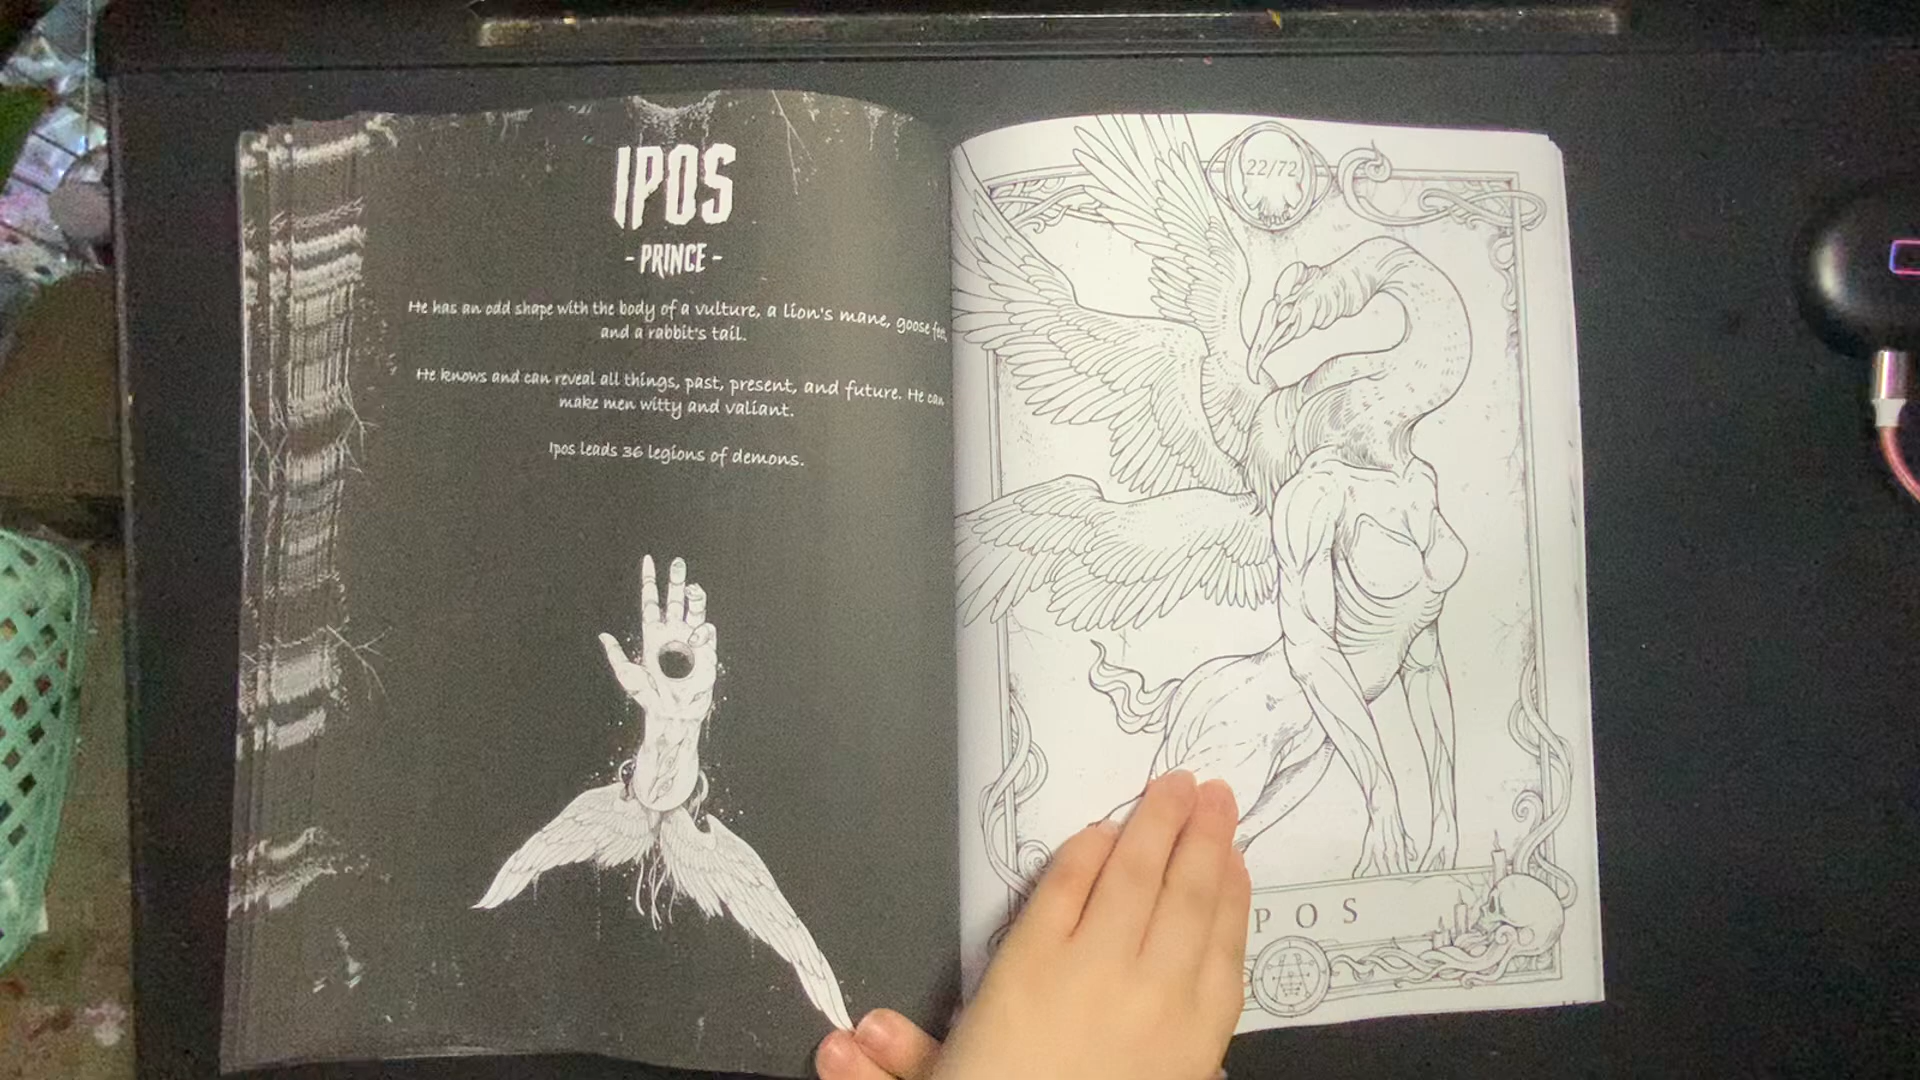 IPOS
- PRINCE -
He has an odd shape with the body of a vulture, a lion's mane, goose feet,
and a rabbit's tail.
He knows and can reveal all things, past, present, and future. He can
make men witty and valiant.
Ipos leads 36 legions of demons.
22/72
POS